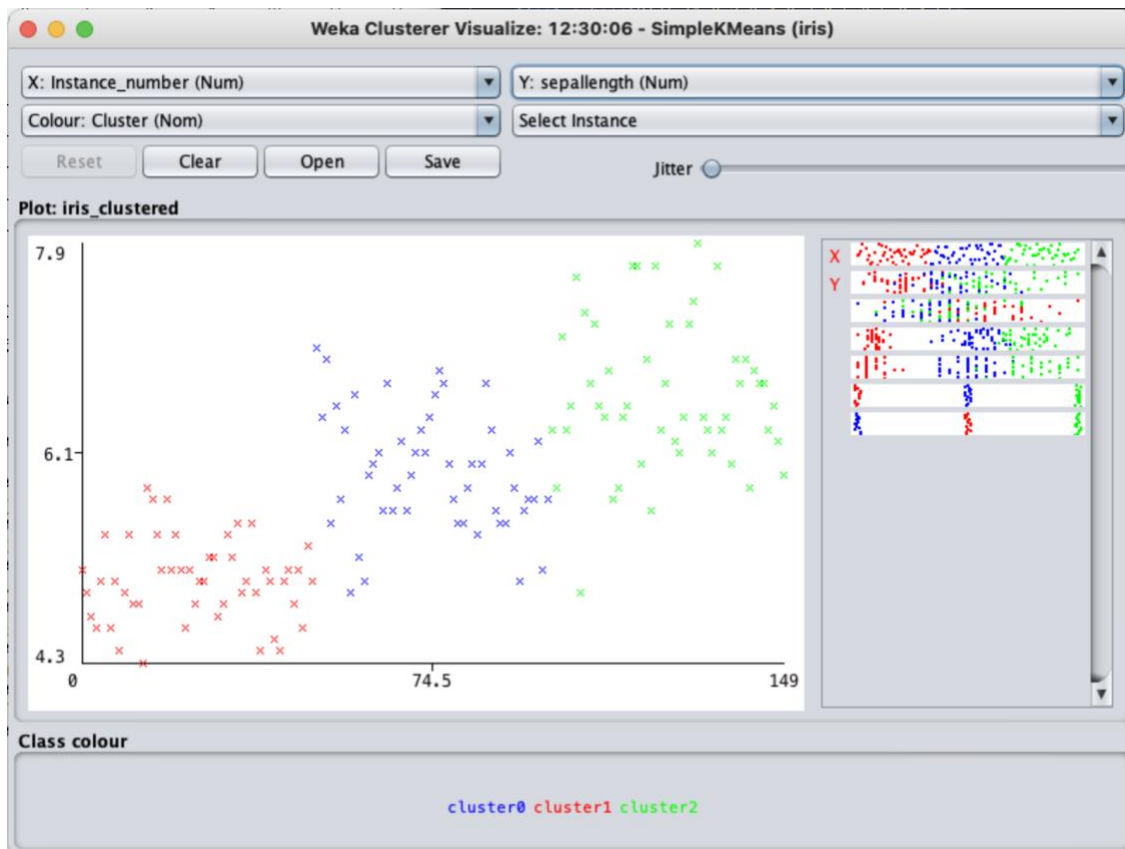 Weka Clusterer Visualize: 12:30:06 - SimpleKMeans (iris)
X: Instance_number (Num) Y: sepallength (Num)
Colour: Cluster (Nom) Select Instance
Reset Clear Open Save Jitter
Plot: iris_clustered
7.9
6.1
4.3
0 74.5 149
X
Y
Class colour
cluster0 cluster1 cluster2